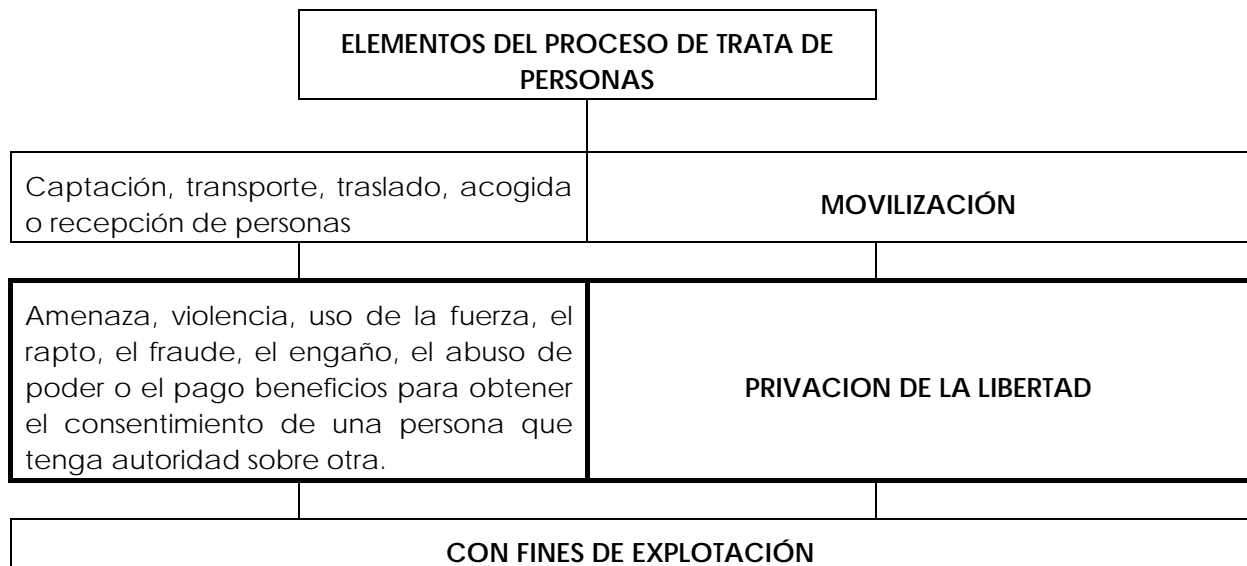 ELEMENTOS DEL PROCESO DE TRATA DE
PERSONAS
Captación, transporte, traslado, acogida
o recepción de personas
MOVILIZACIÓN
Amenaza, violencia, uso de la fuerza, el
rapto, el fraude, el engaño, el abuso de
poder o el pago beneficios para obtener
el consentimiento de una persona que
tenga autoridad sobre otra.
PRIVACION DE LA LIBERTAD
CON FINES DE EXPLOTACIÓN